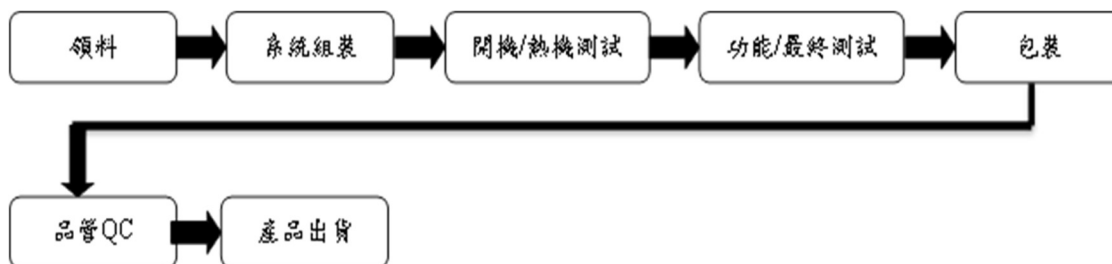 領料
系統組裝
開機/熱機測試
功能/最終測試
包裝
品管QC
產品出貨